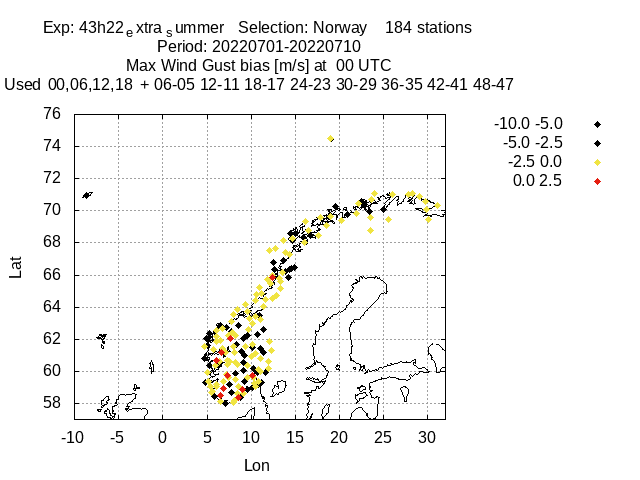 Exp: 43h22extrasummer Selection: Norway 184 stations
Period: 20220701-20220710
Max Wind Gust bias [m/s] at 00 UTC
Used 00,06,12,18 + 06-05 12-11 18-17 24-23 30-29 36-35 42-41 48-47
-10.0 -5.0
-5.0 -2.5
-2.5 0.0
0.0 2.5
76
74
72
70
68
66
64
62
60
58
Lat
-10 -5 0 5 10 15 20 25 30
Lon